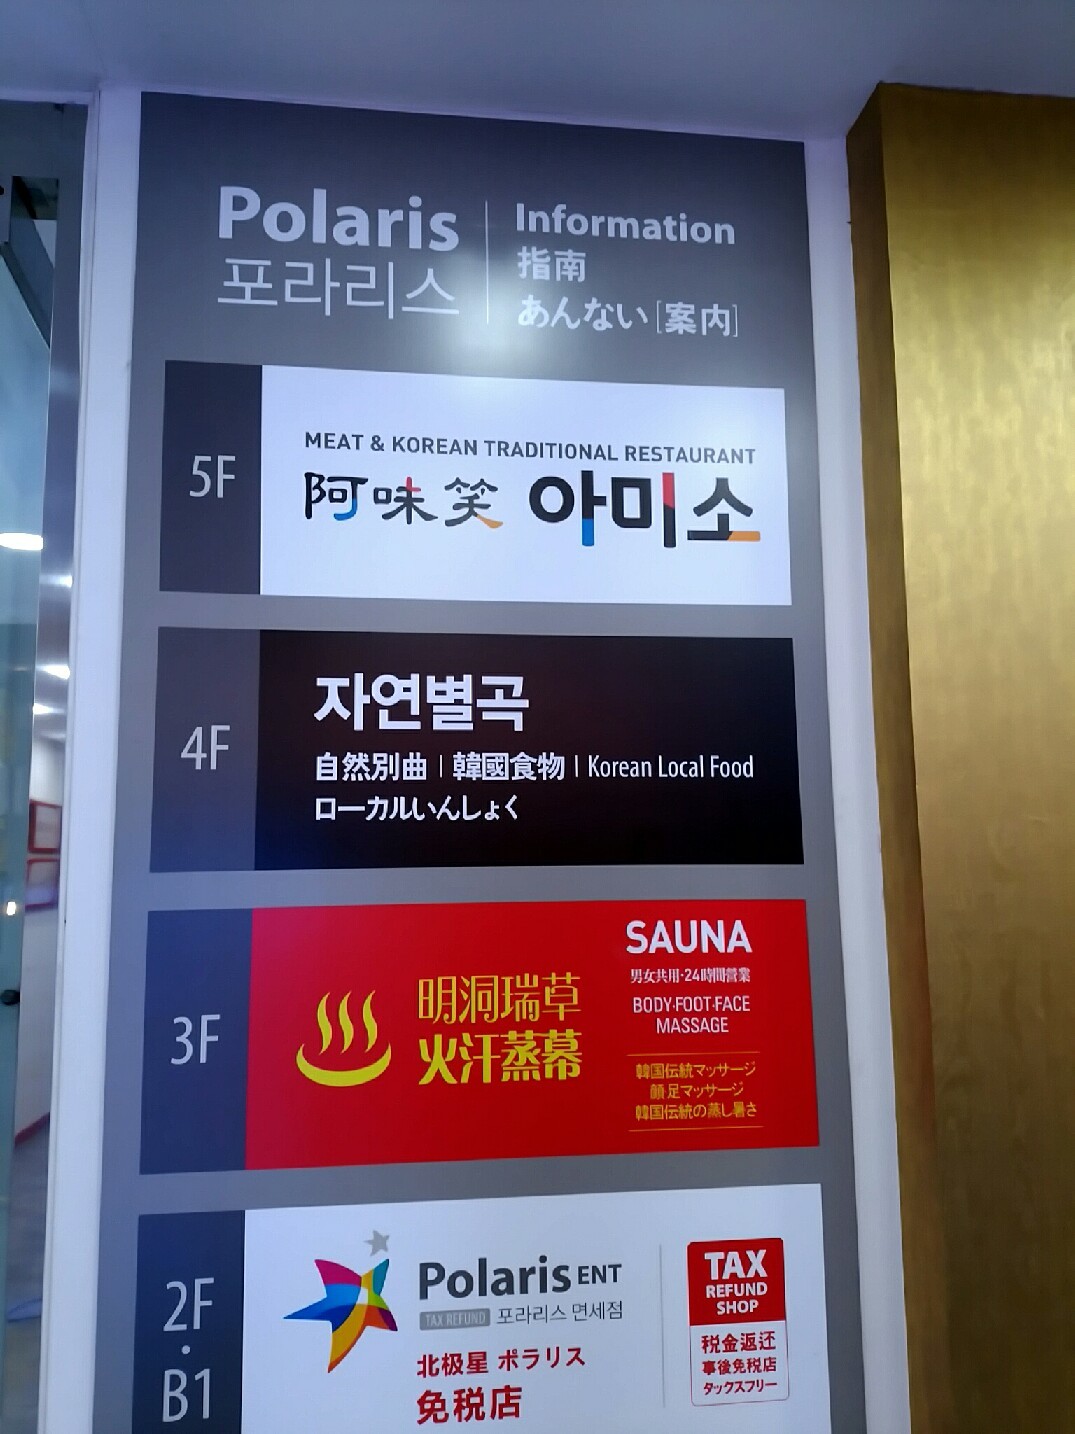 Polaris
포라리스
Information
指南
あんない [案内]
5F
MEAT & KOREAN TRADITIONAL RESTAURANT
阿味笑 아미소
4F
자연별곡
自然別曲 | 韓國食物 | Korean Local Food
ローカルいんしょく
3F
明洞瑞草
火汗蒸幕
SAUNA
男女共用·24時間営業
BODY·FOOT·FACE
MASSAGE
韓国伝統マッサージ
顔·足マッサージ
韓国伝統の蒸し暑さ
2F
·
B1
Polaris ENT
TAX REFUND 포라리스 면세점
北极星 ポラリス
免税店
TAX
REFUND
SHOP
税金返还
事後免税店
タックスフリー